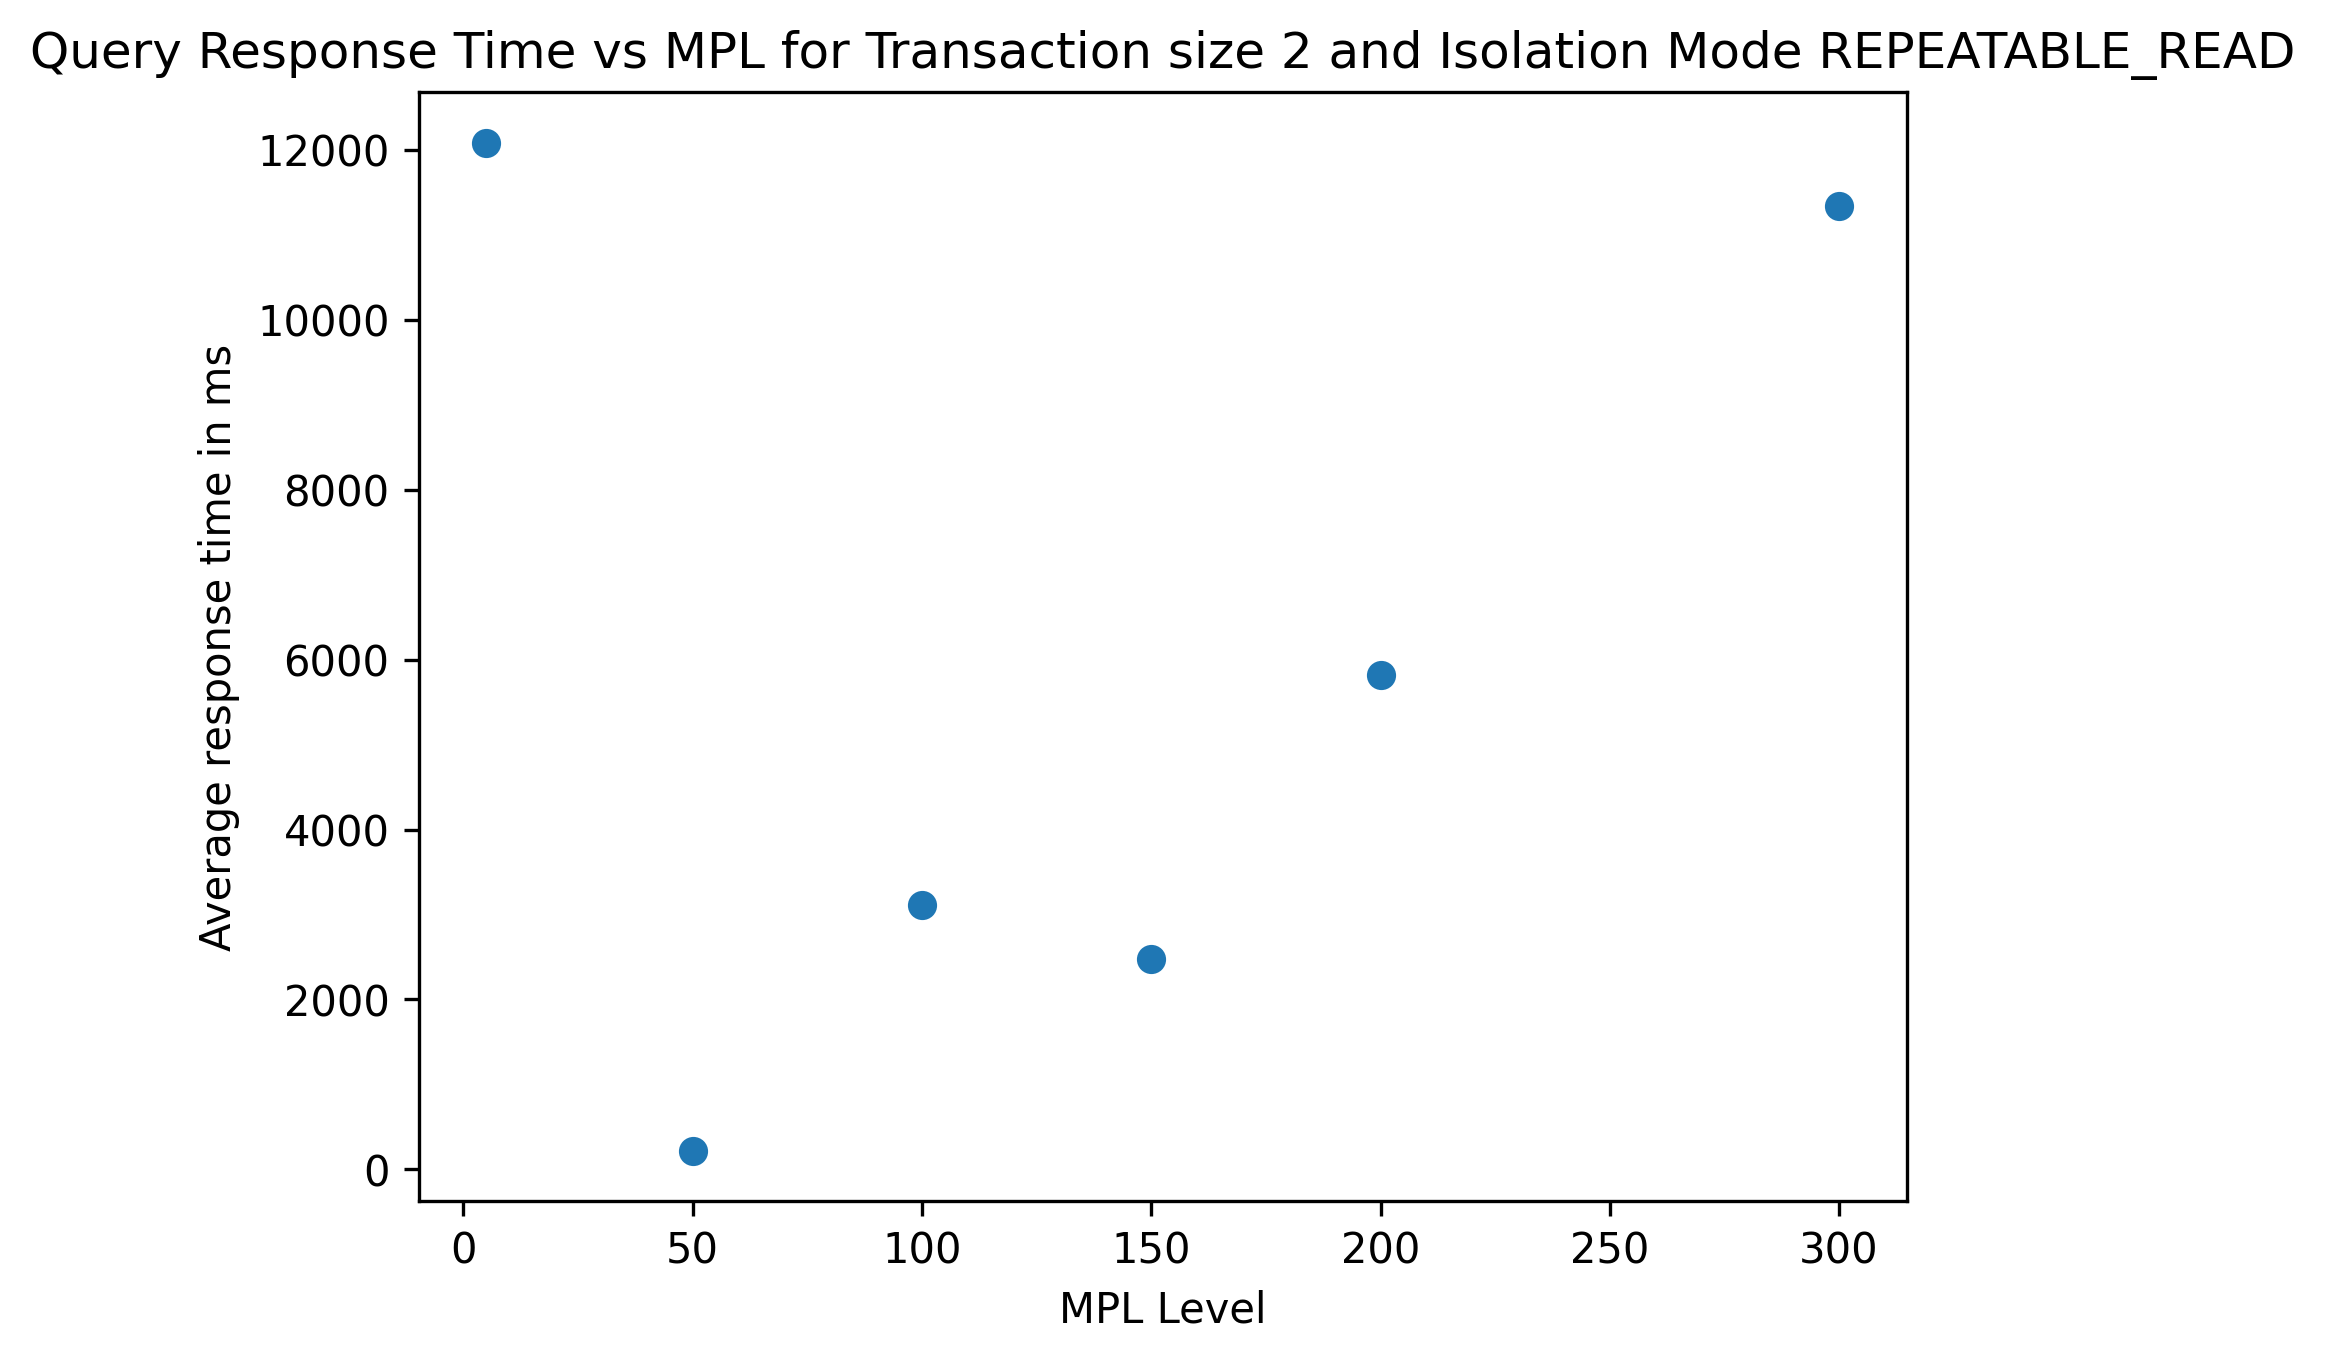 Query Response Time vs MPL for Transaction size 2 and Isolation Mode REPEATABLE_READ
Average response time in ms
12000
10000
8000
6000
4000
2000
0
0 50 100 150 200 250 300
MPL Level